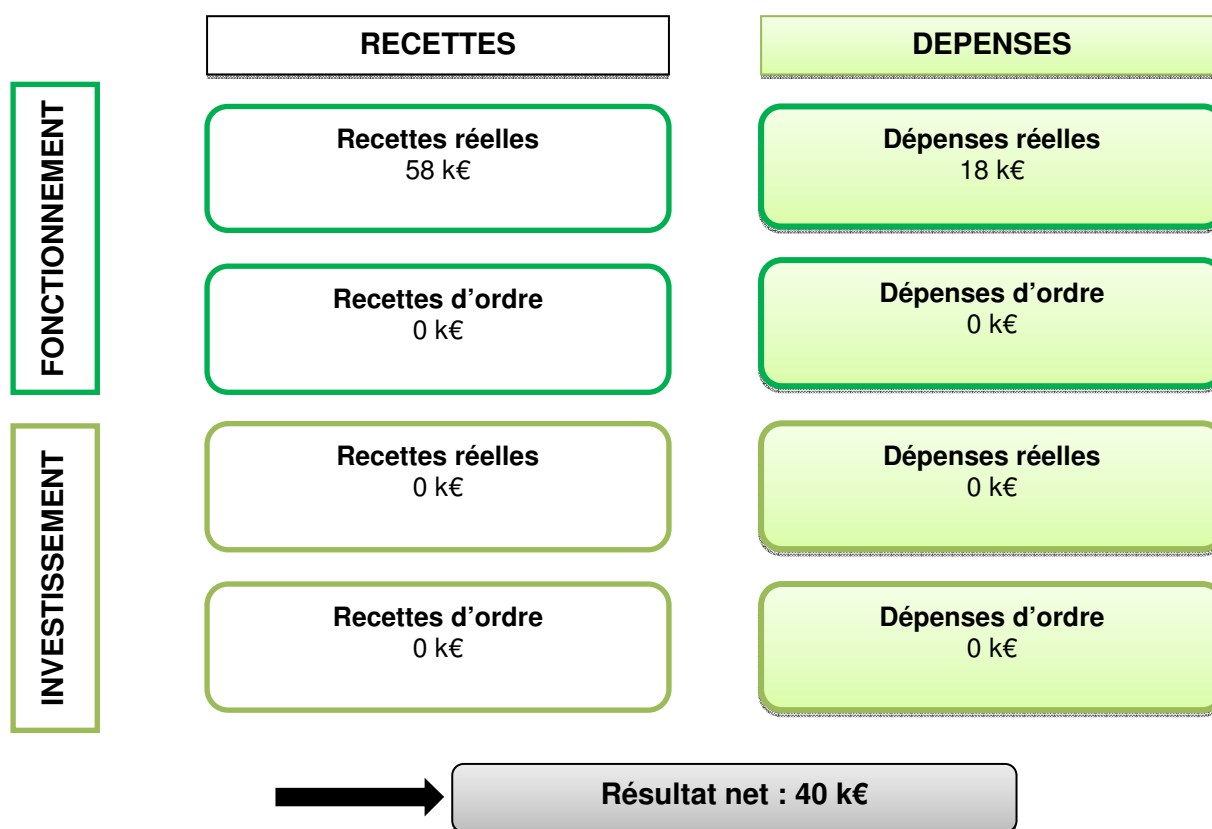 RECETTES
DEPENSES
FONCTIONNEMENT
Recettes réelles
58 k€
Dépenses réelles
18 k€
Recettes d’ordre
0 k€
Dépenses d’ordre
0 k€
INVESTISSEMENT
Recettes réelles
0 k€
Dépenses réelles
0 k€
Recettes d’ordre
0 k€
Dépenses d’ordre
0 k€
Résultat net : 40 k€